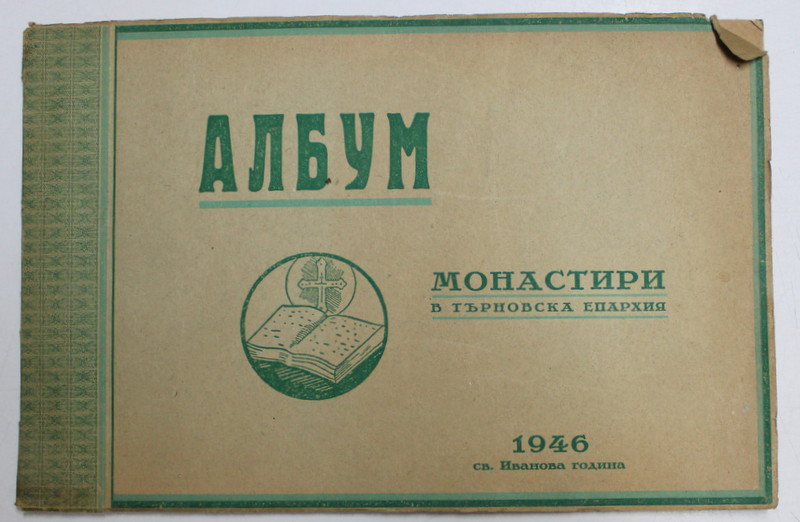 АЛБУМ
МОНАСТИРИ
В ТЪРНОВСКА ЕПАРХИЯ
1946
св. Иванова година